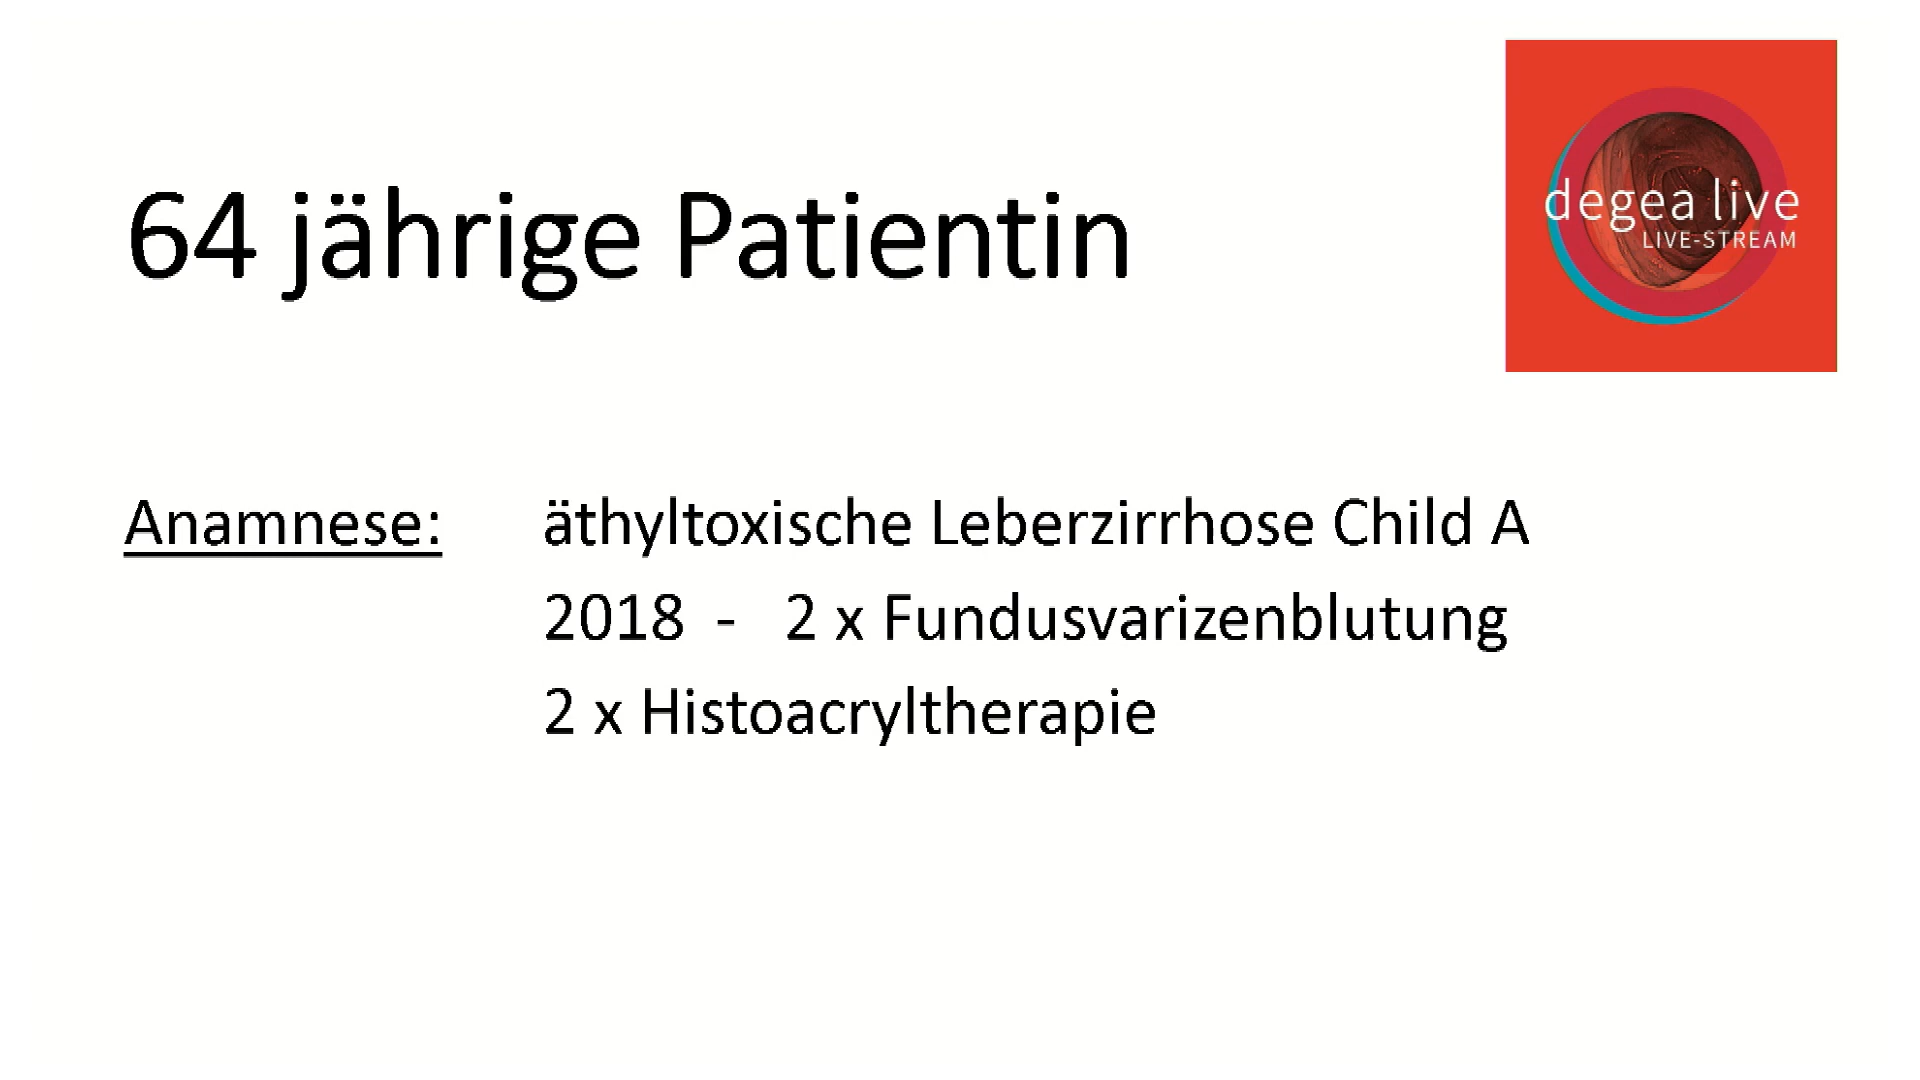 64 jährige Patientin
degea live
LIVE-STREAM
Anamnese: äthyltoxische Leberzirrhose Child A
2018 - 2 x Fundusvarizenblutung
2 x Histoacryltherapie